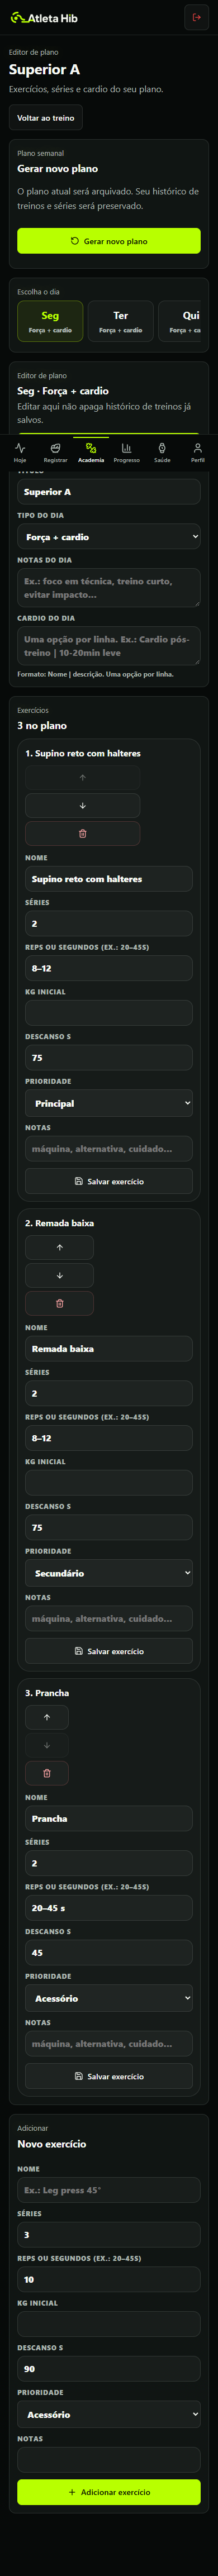 Atleta Hib
Editor de plano
Superior A
Exercícios, séries e cardio do seu plano.
Voltar ao treino
Plano semanal
Gerar novo plano
O plano atual será arquivado. Seu histórico de
treinos e séries será preservado.
Gerar novo plano
Escolha o dia
Seg
Força + cardio
Ter
Força + cardio
Qui
Força + ca
Editor de plano
Seg · Força + cardio
Editar aqui não apaga histórico de treinos já
salvos.
Hoje
Registrar
Academia
Progresso
Saúde
Perfil
TÍTULO
Superior A
TIPO DO DIA
Força + cardio
NOTAS DO DIA
Ex.: foco em técnica, treino curto,
evitar impacto...
CARDIO DO DIA
Uma opção por linha. Ex.: Cardio pós-
treino | 10-20min leve
Formato: Nome | descrição. Uma opção por linha.
Exercícios
3 no plano
1. Supino reto com halteres
NOME
Supino reto com halteres
SÉRIES
2
REPS OU SEGUNDOS (EX.: 20–45S)
8–12
KG INICIAL
DESCANSO S
75
PRIORIDADE
Principal
NOTAS
máquina, alternativa, cuidado...
Salvar exercício
2. Remada baixa
NOME
Remada baixa
SÉRIES
2
REPS OU SEGUNDOS (EX.: 20–45S)
8–12
KG INICIAL
DESCANSO S
75
PRIORIDADE
Secundário
NOTAS
máquina, alternativa, cuidado...
Salvar exercício
3. Prancha
NOME
Prancha
SÉRIES
2
REPS OU SEGUNDOS (EX.: 20–45S)
20–45 s
DESCANSO S
45
PRIORIDADE
Acessório
NOTAS
máquina, alternativa, cuidado...
Salvar exercício
Adicionar
Novo exercício
NOME
Ex.: Leg press 45°
SÉRIES
3
REPS OU SEGUNDOS (EX.: 20–45S)
10
KG INICIAL
DESCANSO S
90
PRIORIDADE
Acessório
NOTAS
Adicionar exercício